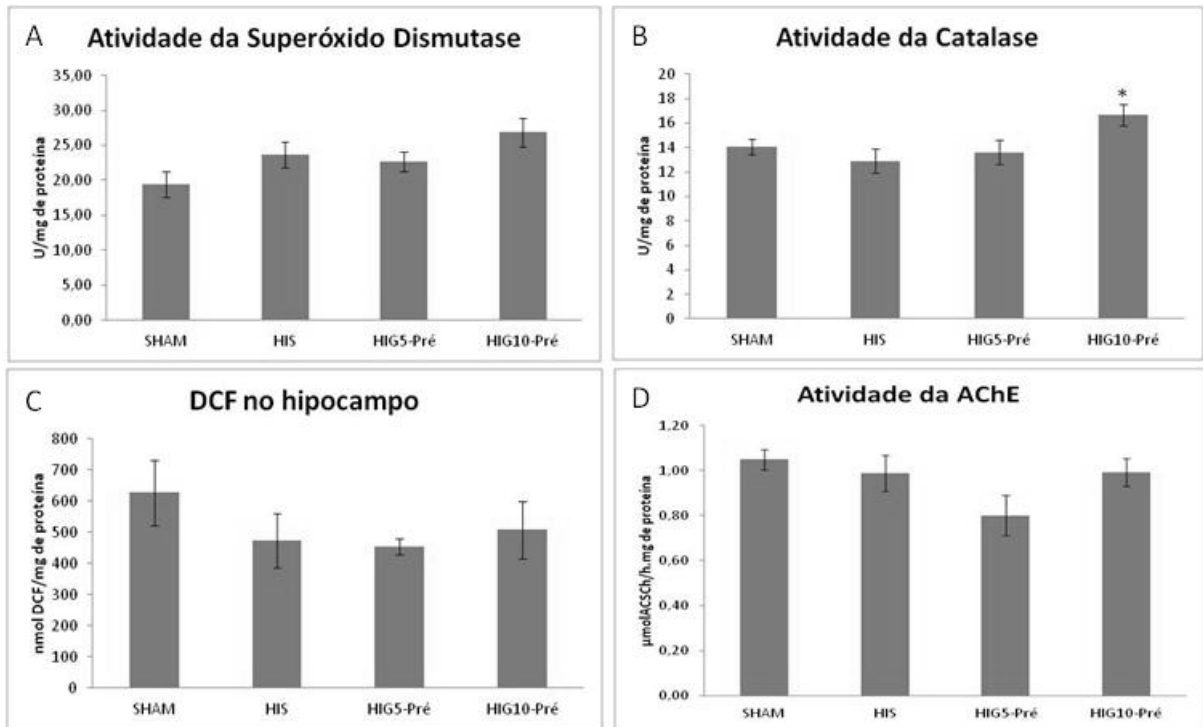 A
Atividade da Superóxido Dismutase
U/mg de proteína
35,00
30,00
25,00
20,00
15,00
10,00
5,00
0,00
SHAM HIS HIG5-Pré HIG10-Pré
B
Atividade da Catalase
U/mg de proteína
20
18
16
14
12
10
8
6
4
2
0
*
SHAM HIS HIG5-Pré HIG10-Pré
C
DCF no hipocampo
nmol DCF/mg de proteína
800
700
600
500
400
300
200
100
0
SHAM HIS HIG5-Pré HIG10-Pré
D
Atividade da AChE
µmolACSCh/h.mg de proteína
1,20
1,00
0,80
0,60
0,40
0,20
0,00
SHAM HIS HIG5-Pré HIG10-Pré